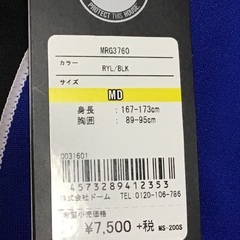 PROTECT THIS HOUSE
MRG3760
カラー
RYL/BLK
サイズ
MD
身長 : 167-173cm
胸囲 : 89-95cm
0031601
4573289412353
株式会社ドーム TEL 0120-106-786
希望小売価格
¥7,500 +税 MS-200S